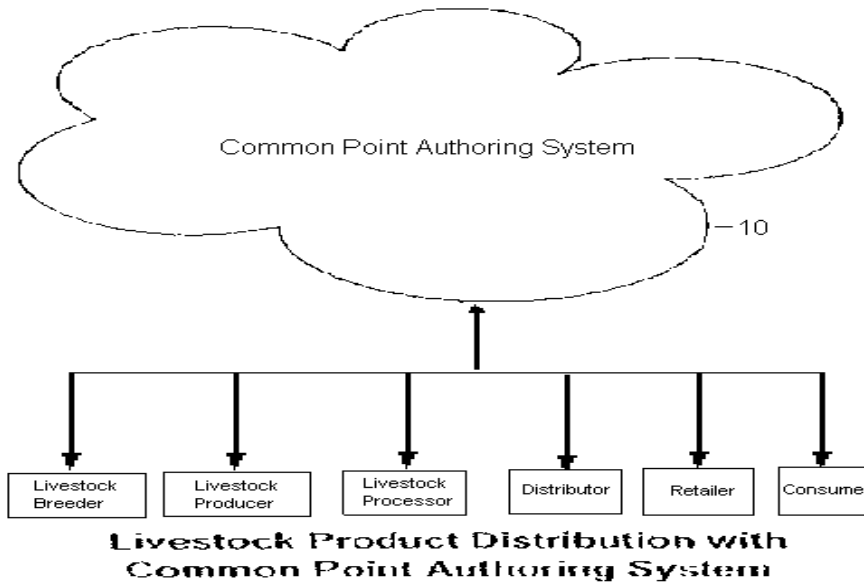 Common Point Authoring System
10
Livestock
Breeder
Livestock
Producer
Livestock
Processor
Distributor
Retailer
Consume
Livestock Product Distribution with
Common Point Authoring System